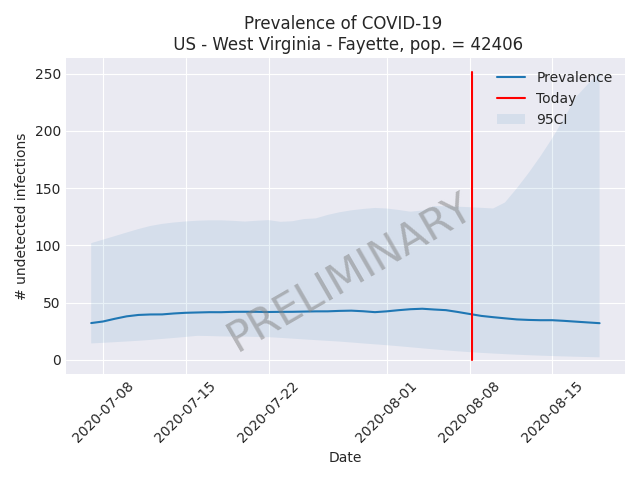 Prevalence of COVID-19
US - West Virginia - Fayette, pop. = 42406
250
200
150
100
50
0
# undetected infections
Prevalence
Today
95CI
PRELIMINARY
2020-07-08
2020-07-15
2020-07-22
2020-08-01
2020-08-08
2020-08-15
Date